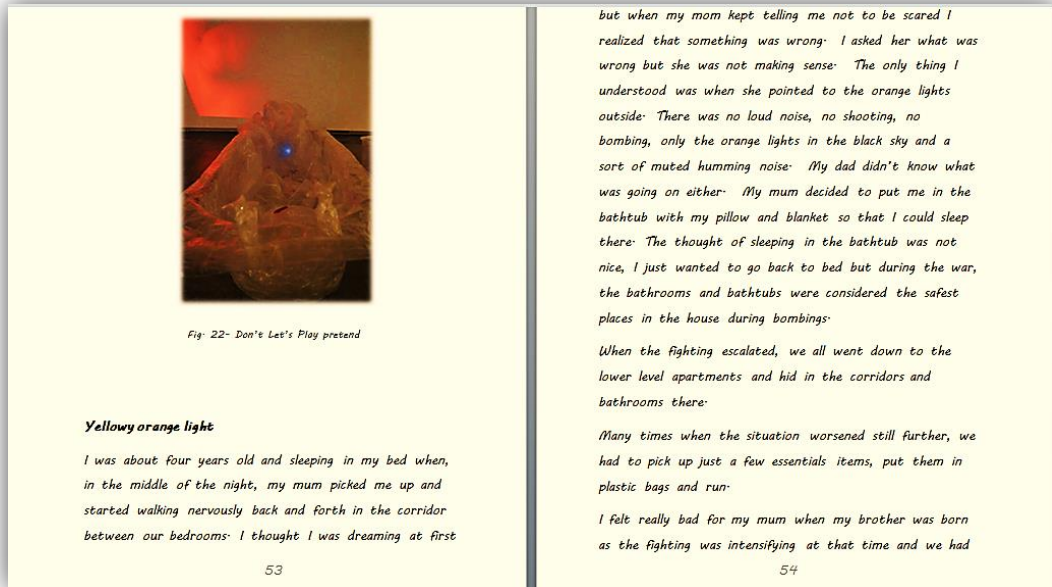 Fig. 22- Don't Let's Play pretend
Yellowy orange light
I was about four years old and sleeping in my bed when,
in the middle of the night, my mum picked me up and
started walking nervously back and forth in the corridor
between our bedrooms. I thought I was dreaming at first
53
but when my mom kept telling me not to be scared I
realized that something was wrong. I asked her what was
wrong but she was not making sense. The only thing I
understood was when she pointed to the orange lights
outside. There was no loud noise, no shooting, no
bombing, only the orange lights in the black sky and a
sort of muted humming noise. My dad didn't know what
was going on either. My mum decided to put me in the
bathtub with my pillow and blanket so that I could sleep
there. The thought of sleeping in the bathtub was not
nice, I just wanted to go back to bed but during the war,
the bathrooms and bathtubs were considered the safest
places in the house during bombings.
When the fighting escalated, we all went down to the
lower level apartments and hid in the corridors and
bathrooms there.
Many times when the situation worsened still further, we
had to pick up just a few essentials items, put them in
plastic bags and run.
I felt really bad for my mum when my brother was born
as the fighting was intensifying at that time and we had
54